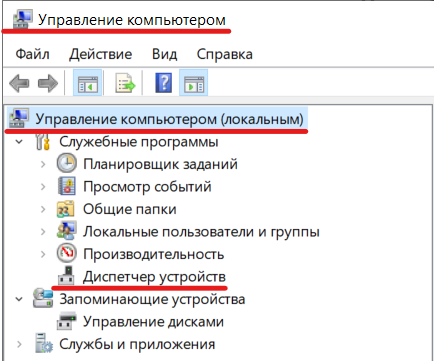 Управление компьютером
Файл Действие Вид Справка
Управление компьютером (локальным)
Служебные программы
Планировщик заданий
Просмотр событий
Общие папки
Локальные пользователи и группы
Производительность
Диспетчер устройств
Запоминающие устройства
Управление дисками
Службы и приложения